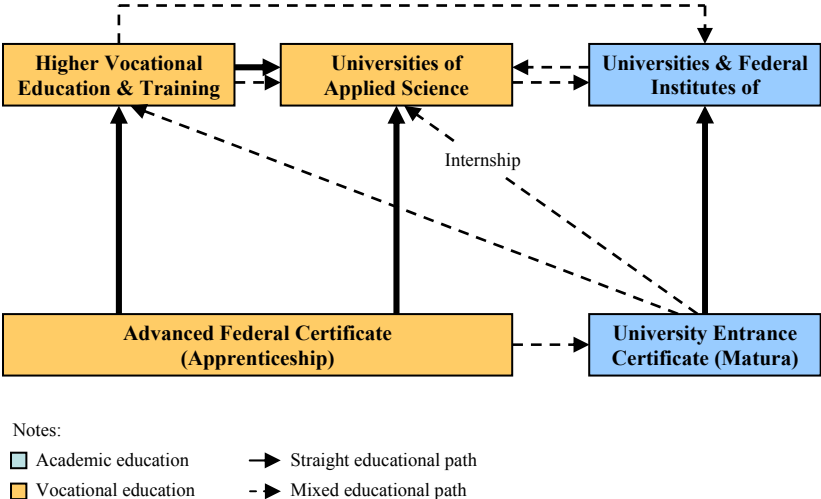 Higher Vocational
Education & Training
Universities of
Applied Science
Universities & Federal
Institutes of
Internship
Advanced Federal Certificate
(Apprenticeship)
University Entrance
Certificate (Matura)
Notes:
Academic education
Straight educational path
Vocational education
Mixed educational path